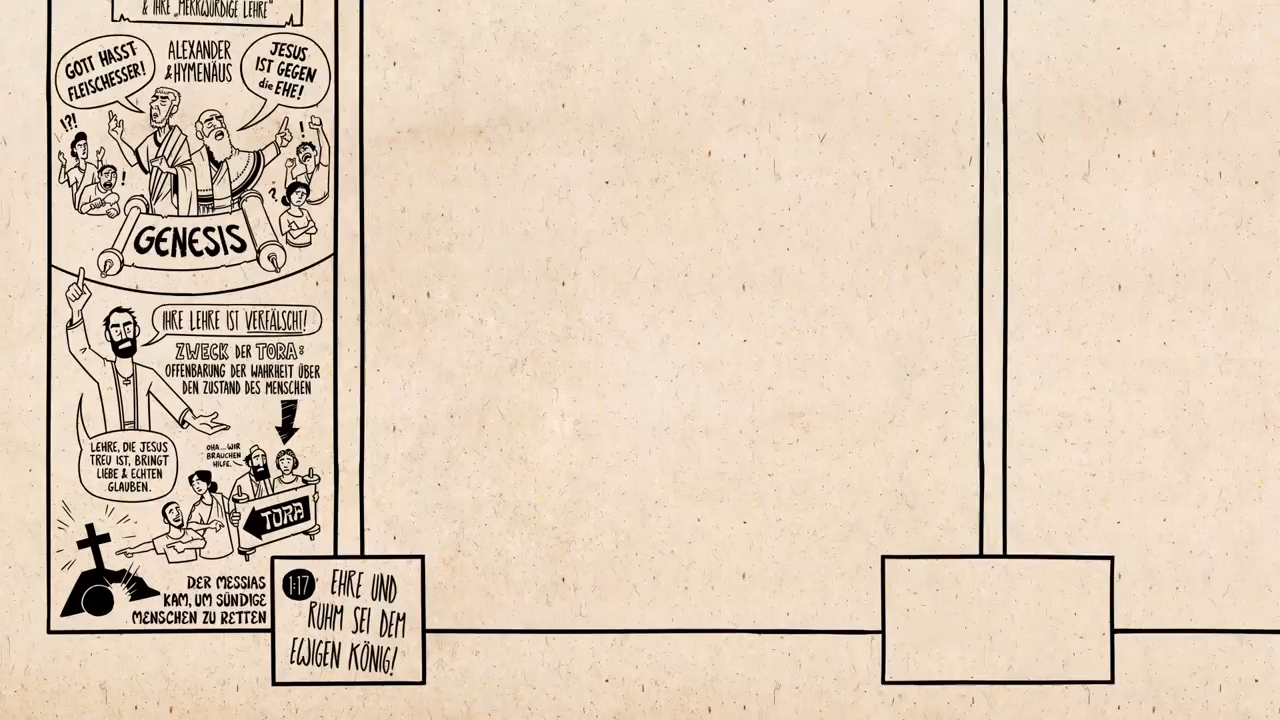 & IHRE „MERKWÜRDIGE LEHRE"
GOTT HASST
FLEISCHESSER!
ALEXANDER
& HYMENÄUS
JESUS
IST GEGEN
die EHE!
!?!
!
!
?
GENESIS
IHRE LEHRE IST VERFÄLSCHT!
ZWECK DER TORA:
OFFENBARUNG DER WAHRHEIT ÜBER
DEN ZUSTAND DES MENSCHEN
LEHRE, DIE JESUS
TREU IST, BRINGT
LIEBE & ECHTEN
GLAUBEN.
OHA... WIR
BRAUCHEN
HILFE.
TORA
DER MESSIAS
KAM, UM SÜNDIGE
MENSCHEN ZU RETTEN
1:17 EHRE UND
RUHM SEI DEM
EWIGEN KÖNIG!